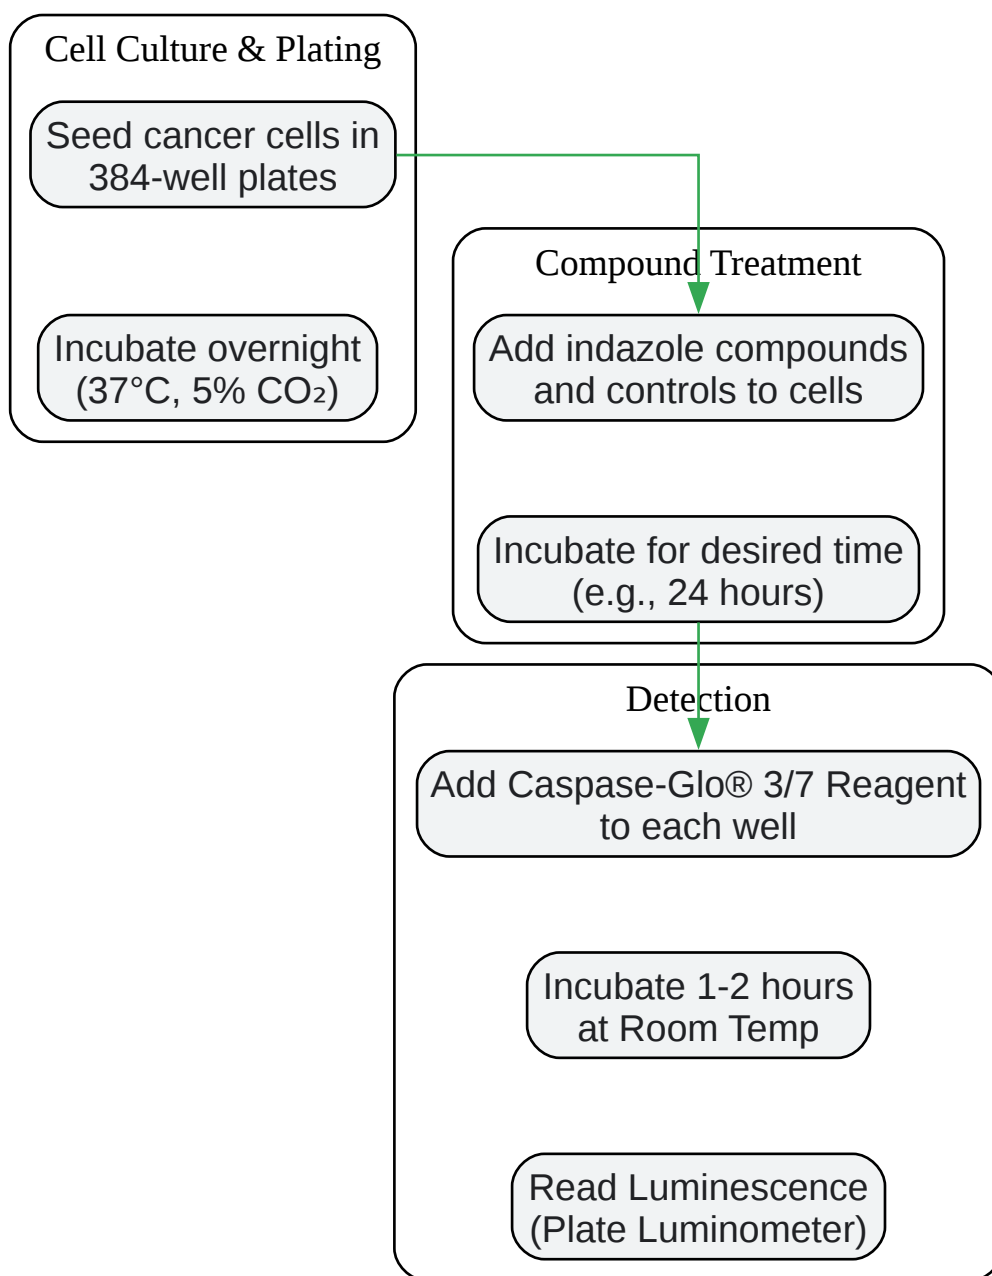 Cell Culture & Plating
Seed cancer cells in
384-well plates
Incubate overnight
(37°C, 5% CO₂)
Compound Treatment
Add indazole compounds
and controls to cells
Incubate for desired time
(e.g., 24 hours)
Detection
Add Caspase-Glo® 3/7 Reagent
to each well
Incubate 1-2 hours
at Room Temp
Read Luminescence
(Plate Luminometer)